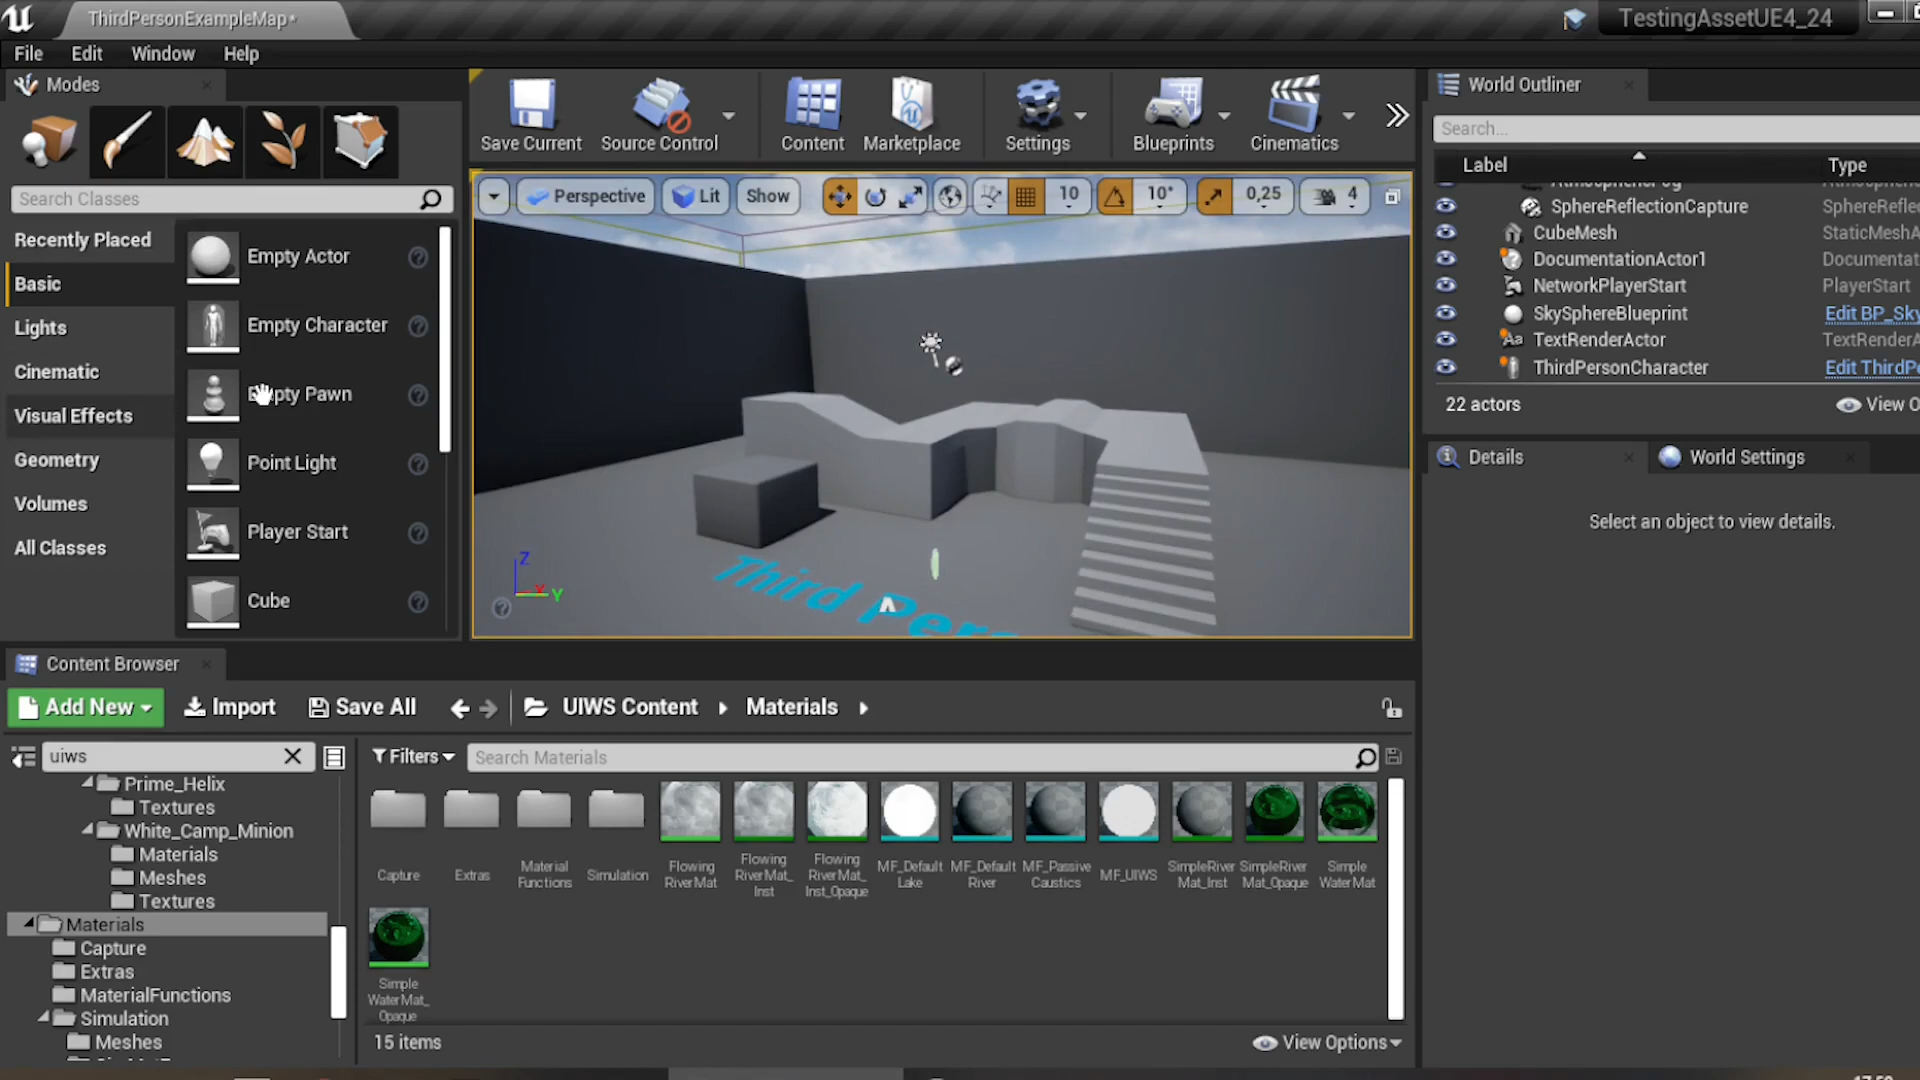 ThirdPersonExampleMap*
TestingAssetUE4_24
File Edit Window Help
Modes
Search Classes
Recently Placed
Basic
Lights
Cinematic
Visual Effects
Geometry
Volumes
All Classes
Empty Actor
Empty Character
Empty Pawn
Point Light
Player Start
Cube
Save Current
Source Control
Content
Marketplace
Settings
Blueprints
Cinematics
Perspective
Lit
Show
10
10°
0,25
4
Third Pers
Z
X
Y
World Outliner
Search...
Label Type
SphereReflectionCapture SphereReflec
CubeMesh StaticMeshA
DocumentationActor1 Documentat
NetworkPlayerStart PlayerStart
SkySphereBlueprint Edit BP_Sky
TextRenderActor TextRenderA
ThirdPersonCharacter Edit ThirdPe
22 actors
View O
Details
World Settings
Select an object to view details.
Content Browser
Add New
Import
Save All
UIWS Content
Materials
uiws
Filters
Search Materials
Prime_Helix
Textures
White_Camp_Minion
Materials
Meshes
Textures
Materials
Capture
Extras
MaterialFunctions
Simulation
Meshes
Capture
Extras
Material
Functions
Simulation
Flowing
RiverMat
Flowing
RiverMat_
Inst
Flowing
RiverMat_
Inst_Opaque
MF_Default
Lake
MF_Default
River
MF_Passive
Caustics
MF_UIWS
SimpleRiver
Mat_Inst
SimpleRiver
Mat_Opaque
Simple
WaterMat
Simple
WaterMat_
Opaque
15 items
View Options